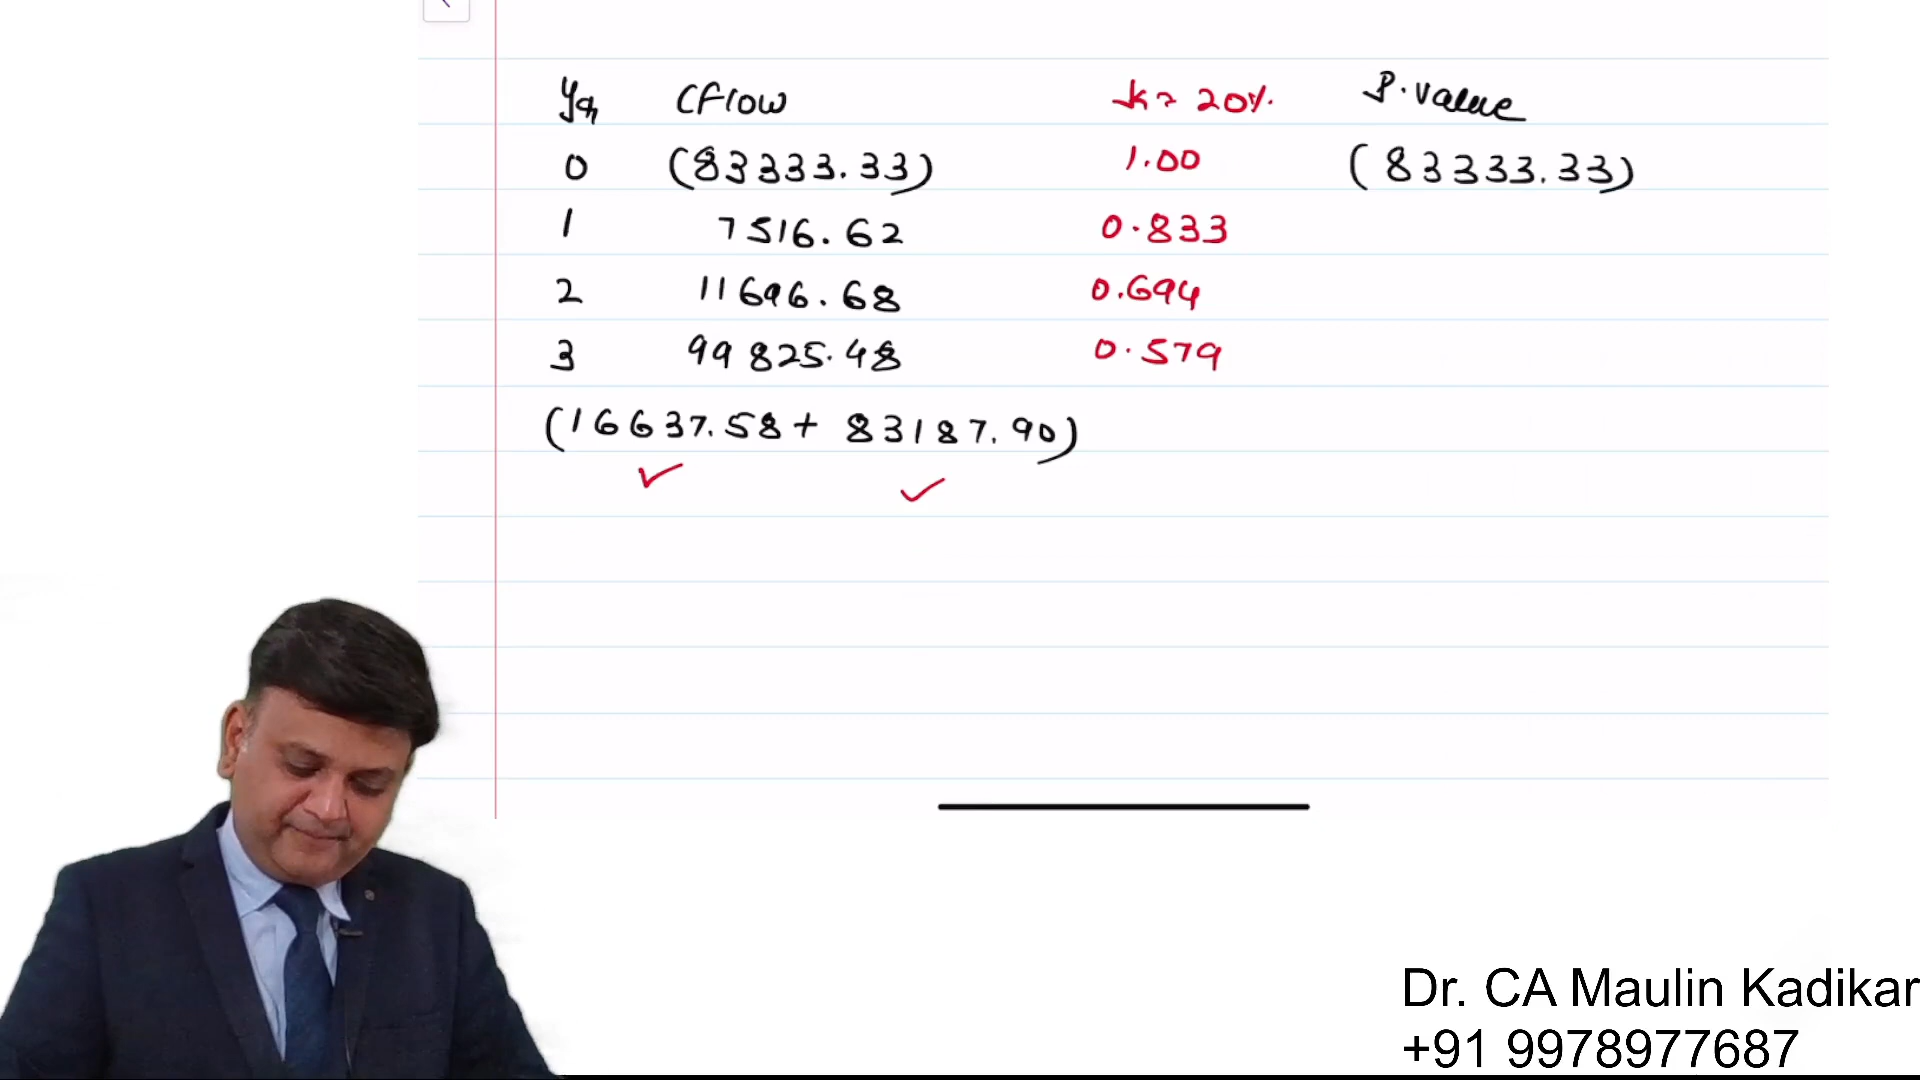 Yr CFlow k = 20% P.value
0 (83333.33) 1.00 (83333.33)
1 7516.62 0.833
2 11696.68 0.694
3 99825.48 0.579
(16637.58 + 83187.90)
Dr. CA Maulin Kadikar
+91 9978977687